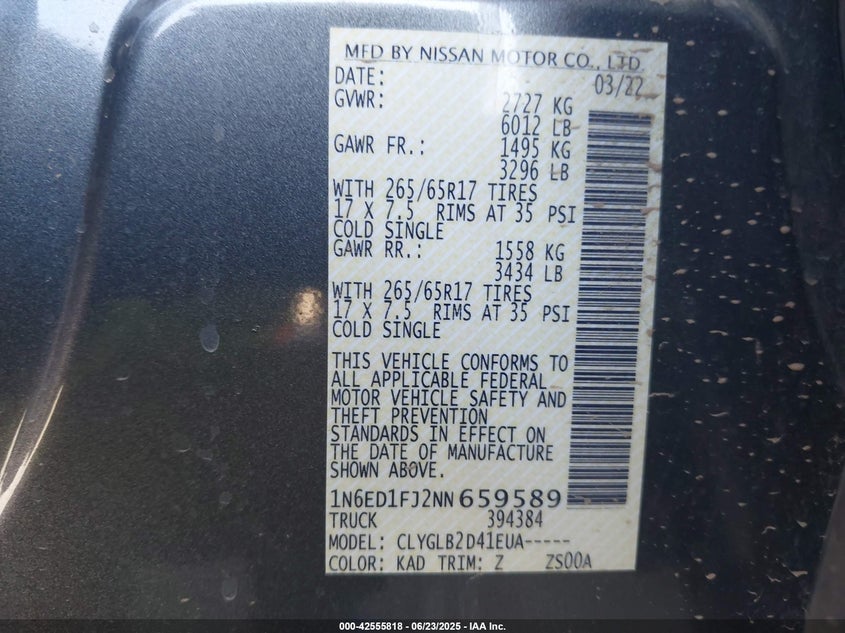 MFD BY NISSAN MOTOR CO., LTD.
DATE: 03/22
GVWR: 2727 KG
6012 LB
GAWR FR.: 1495 KG
3296 LB
WITH 265/65R17 TIRES
17 X 7.5 RIMS AT 35 PSI
COLD SINGLE
GAWR RR.: 1558 KG
3434 LB
WITH 265/65R17 TIRES
17 X 7.5 RIMS AT 35 PSI
COLD SINGLE
THIS VEHICLE CONFORMS TO
ALL APPLICABLE FEDERAL
MOTOR VEHICLE SAFETY AND
THEFT PREVENTION
STANDARDS IN EFFECT ON
THE DATE OF MANUFACTURE
SHOWN ABOVE.
1N6ED1FJ2NN659589
TRUCK 394384
MODEL: CLYGLB2D41EUA-----
COLOR: KAD TRIM: Z ZS00A
000-42555818 - 06/23/2025 - IAA Inc.